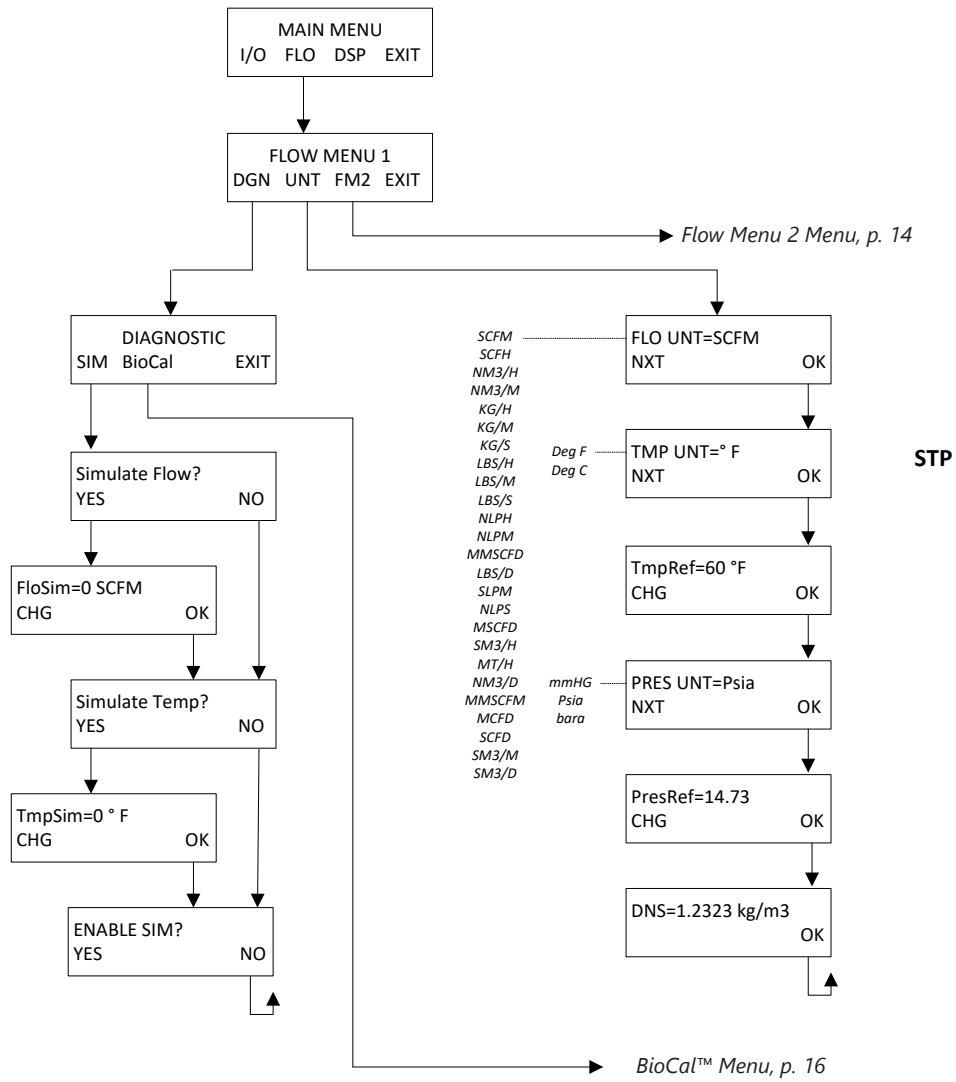 MAIN MENU
I/O FLO DSP EXIT
FLOW MENU 1
DGN UNT FM2 EXIT
Flow Menu 2 Menu, p. 14
DIAGNOSTIC
SIM BioCal EXIT
Simulate Flow?
YES NO
FloSim=0 SCFM
CHG OK
Simulate Temp?
YES NO
TmpSim=0 ° F
CHG OK
ENABLE SIM?
YES NO
SCFM
SCFH
NM3/H
NM3/M
KG/H
KG/M
KG/S
LBS/H
LBS/M
LBS/S
NLPH
NLPM
MMSCFD
LBS/D
SLPM
NLPS
MSCFD
SM3/H
MT/H
NM3/D
MMSCFM
MCFD
SCFD
SM3/M
SM3/D
FLO UNT=SCFM
NXT OK
Deg F
Deg C
TMP UNT=° F
NXT OK
STP
TmpRef=60 °F
CHG OK
mmHG
Psia
bara
PRES UNT=Psia
NXT OK
PresRef=14.73
CHG OK
DNS=1.2323 kg/m3
OK
BioCal™ Menu, p. 16